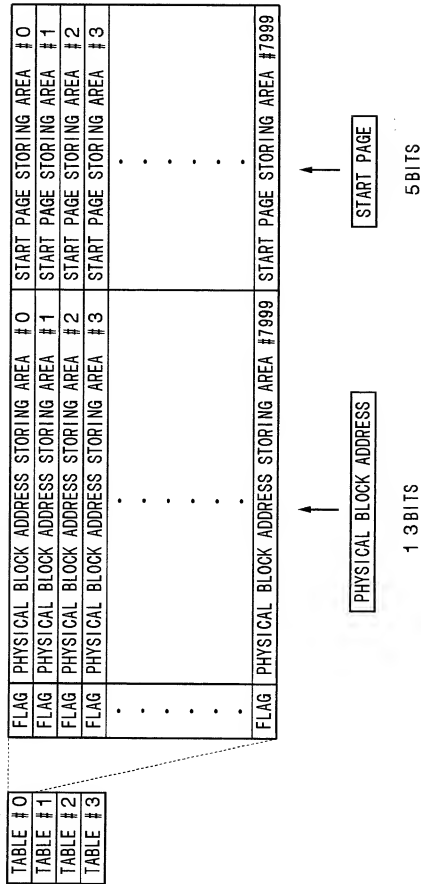 TABLE #0
TABLE #1
TABLE #2
TABLE #3
FLAG PHYSICAL BLOCK ADDRESS STORING AREA #0 START PAGE STORING AREA #0
FLAG PHYSICAL BLOCK ADDRESS STORING AREA #1 START PAGE STORING AREA #1
FLAG PHYSICAL BLOCK ADDRESS STORING AREA #2 START PAGE STORING AREA #2
FLAG PHYSICAL BLOCK ADDRESS STORING AREA #3 START PAGE STORING AREA #3
FLAG PHYSICAL BLOCK ADDRESS STORING AREA #7999 START PAGE STORING AREA #7999
PHYSICAL BLOCK ADDRESS START PAGE
13BITS 5BITS